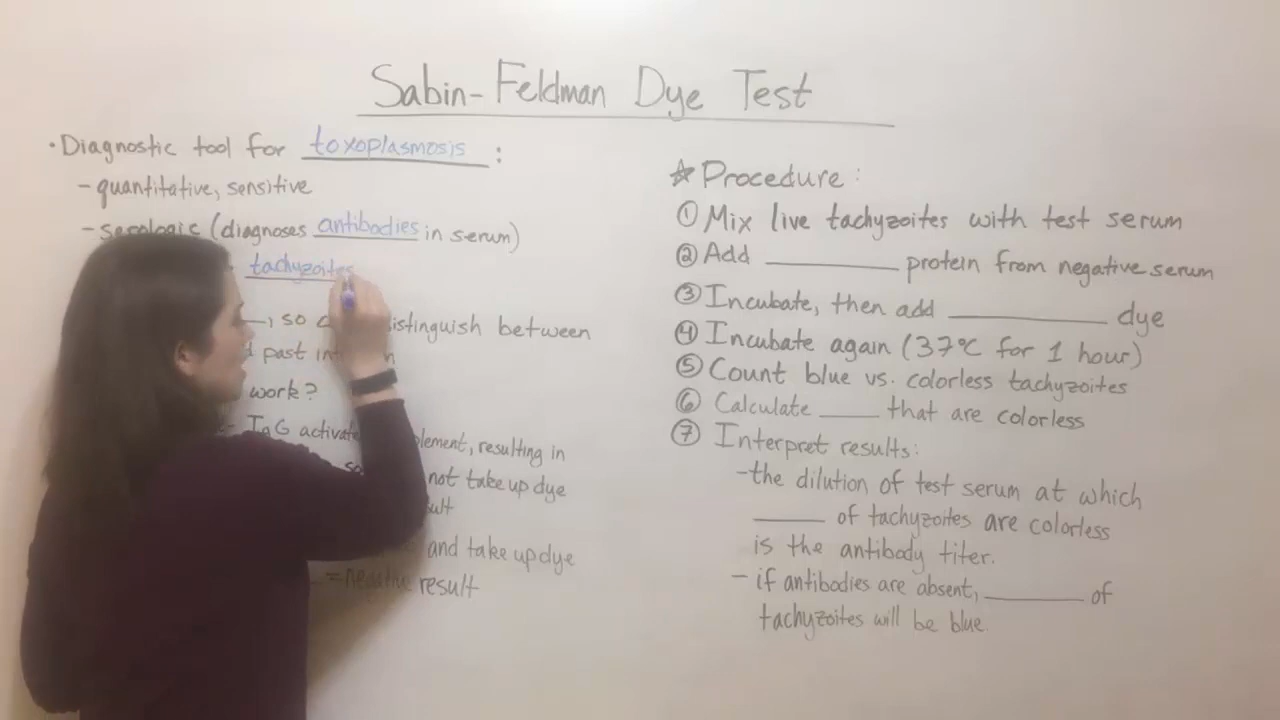 Sabin-Feldman Dye Test
• Diagnostic tool for toxoplasmosis :
- quantitative, sensitive
- serologic (diagnoses antibodies in serum)
tachyzoites
, so distinguish between
past
work?
IgG resulting in
not take up dye
and take up dye
= negative result
☆ Procedure:
① Mix live tachyzoites with test serum
② Add ________ protein from negative serum
③ Incubate, then add ________ dye
④ Incubate again (37°C for 1 hour)
⑤ Count blue vs. colorless tachyzoites
⑥ Calculate ____ that are colorless
⑦ Interpret results:
- the dilution of test serum at which
____ of tachyzoites are colorless
is the antibody titer.
- if antibodies are absent, ______ of
tachyzoites will be blue.